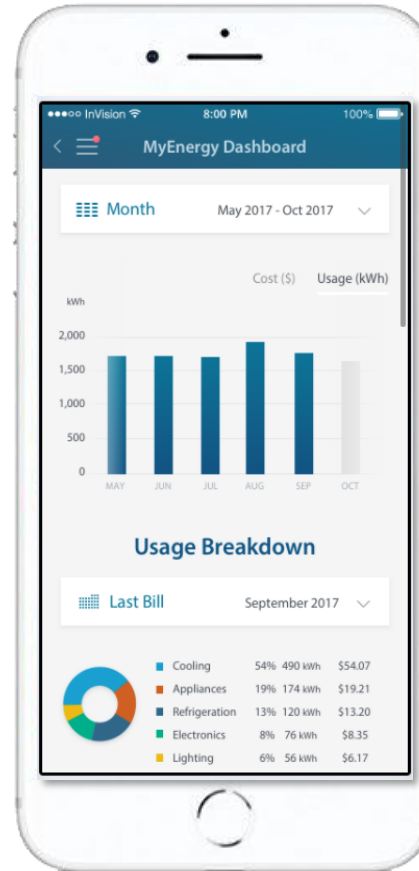 InVision 8:00 PM 100%
MyEnergy Dashboard
Month May 2017 - Oct 2017
Cost ($) Usage (kWh)
kWh
2,000
1,500
1,000
500
0
MAY JUN JUL AUG SEP OCT
Usage Breakdown
Last Bill September 2017
Cooling 54% 490 kWh $54.07
Appliances 19% 174 kWh $19.21
Refrigeration 13% 120 kWh $13.20
Electronics 8% 76 kWh $8.35
Lighting 6% 56 kWh $6.17